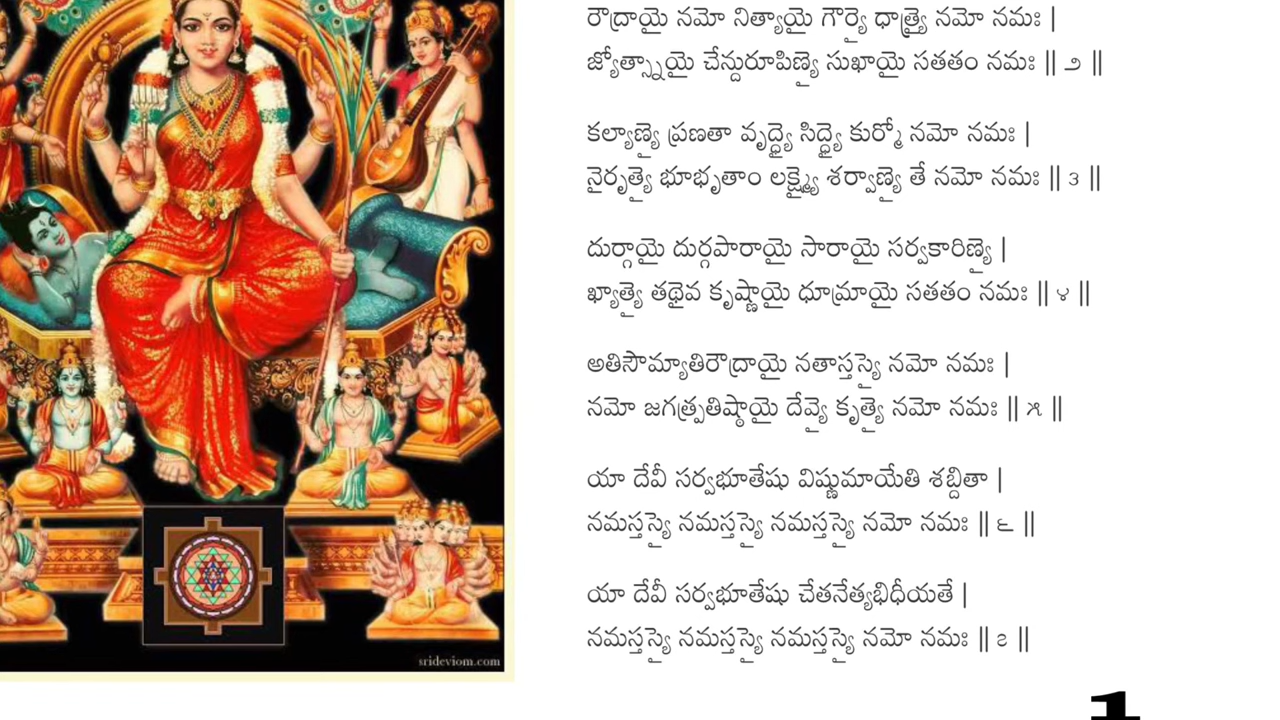 రౌద్రాయై నమో నిత్యాయై గౌర్యై ధాత్ర్యై నమో నమః |
జ్యోత్స్నాయై చేన్దురూపిణ్యై సుఖాయై సతతం నమః || ౨ ||
కల్యాణ్యై ప్రణతా వృద్ధ్యై సిద్ధ్యై కుర్మో నమో నమః |
నైరృత్యై భూభృతాం లక్ష్మ్యై శర్వాణ్యై తే నమో నమః || ౩ ||
దుర్గాయై దుర్గపారాయై సారాయై సర్వకారిణ్యై |
ఖ్యాత్యై తథైవ కృష్ణాయై ధూమ్రాయై సతతం నమః || ౪ ||
అతిసౌమ్యాతిరౌద్రాయై నతాస్తస్యై నమో నమః |
నమో జగత్ప్రతిష్ఠాయై దేవ్యై కృత్యై నమో నమః || ౫ ||
యా దేవీ సర్వభూతేషు విష్ణుమాయేతి శబ్దితా |
నమస్తస్యై నమస్తస్యై నమస్తస్యై నమో నమః || ౬ ||
యా దేవీ సర్వభూతేషు చేతనేత్యభిధీయతే |
నమస్తస్యై నమస్తస్యై నమస్తస్యై నమో నమః || ౭ ||
srideviom.com